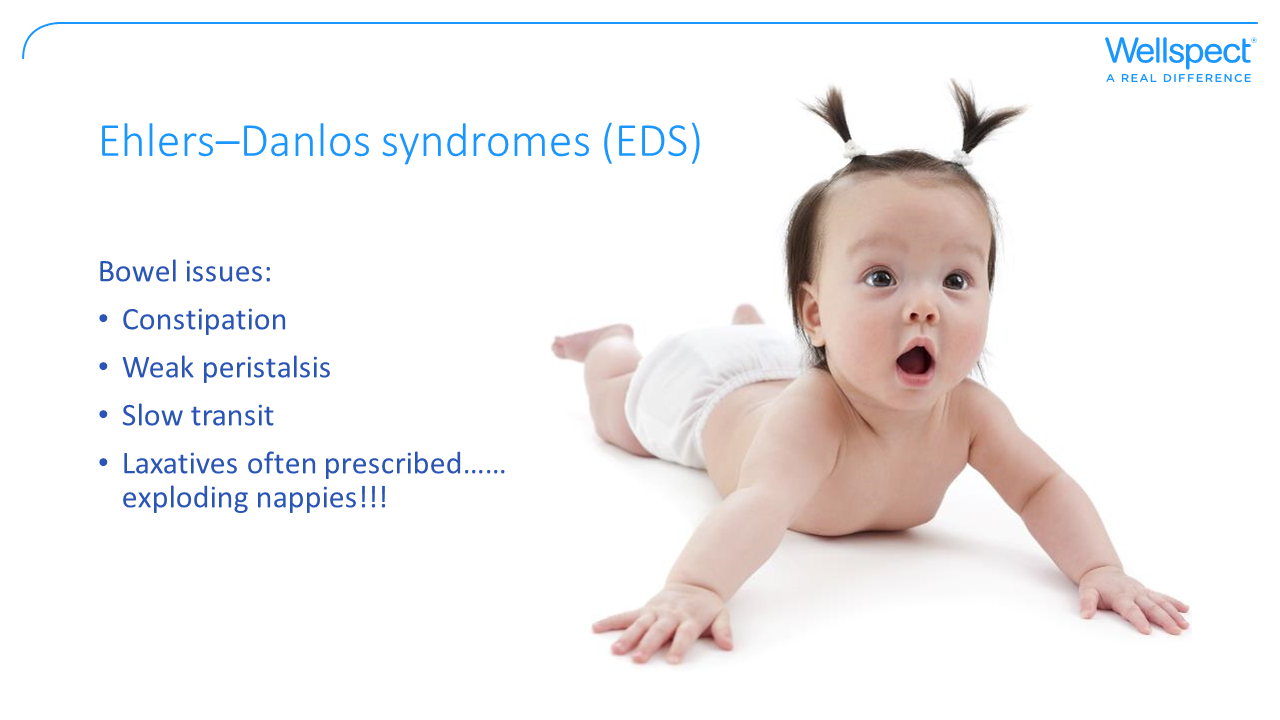 Wellspect®
A REAL DIFFERENCE
Ehlers–Danlos syndromes (EDS)
Bowel issues:
• Constipation
• Weak peristalsis
• Slow transit
• Laxatives often prescribed……
exploding nappies!!!